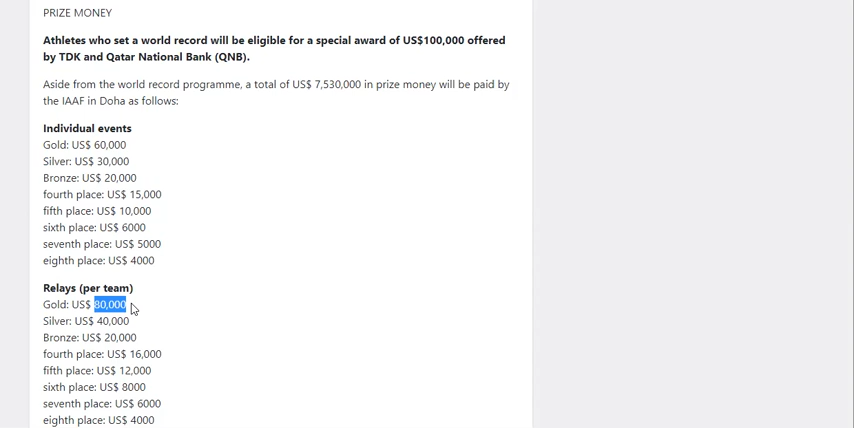 PRIZE MONEY
Athletes who set a world record will be eligible for a special award of US$100,000 offered
by TDK and Qatar National Bank (QNB).
Aside from the world record programme, a total of US$ 7,530,000 in prize money will be paid by
the IAAF in Doha as follows:
Individual events
Gold: US$ 60,000
Silver: US$ 30,000
Bronze: US$ 20,000
fourth place: US$ 15,000
fifth place: US$ 10,000
sixth place: US$ 6000
seventh place: US$ 5000
eighth place: US$ 4000
Relays (per team)
Gold: US$ 80,000
Silver: US$ 40,000
Bronze: US$ 20,000
fourth place: US$ 16,000
fifth place: US$ 12,000
sixth place: US$ 8000
seventh place: US$ 6000
eighth place: US$ 4000